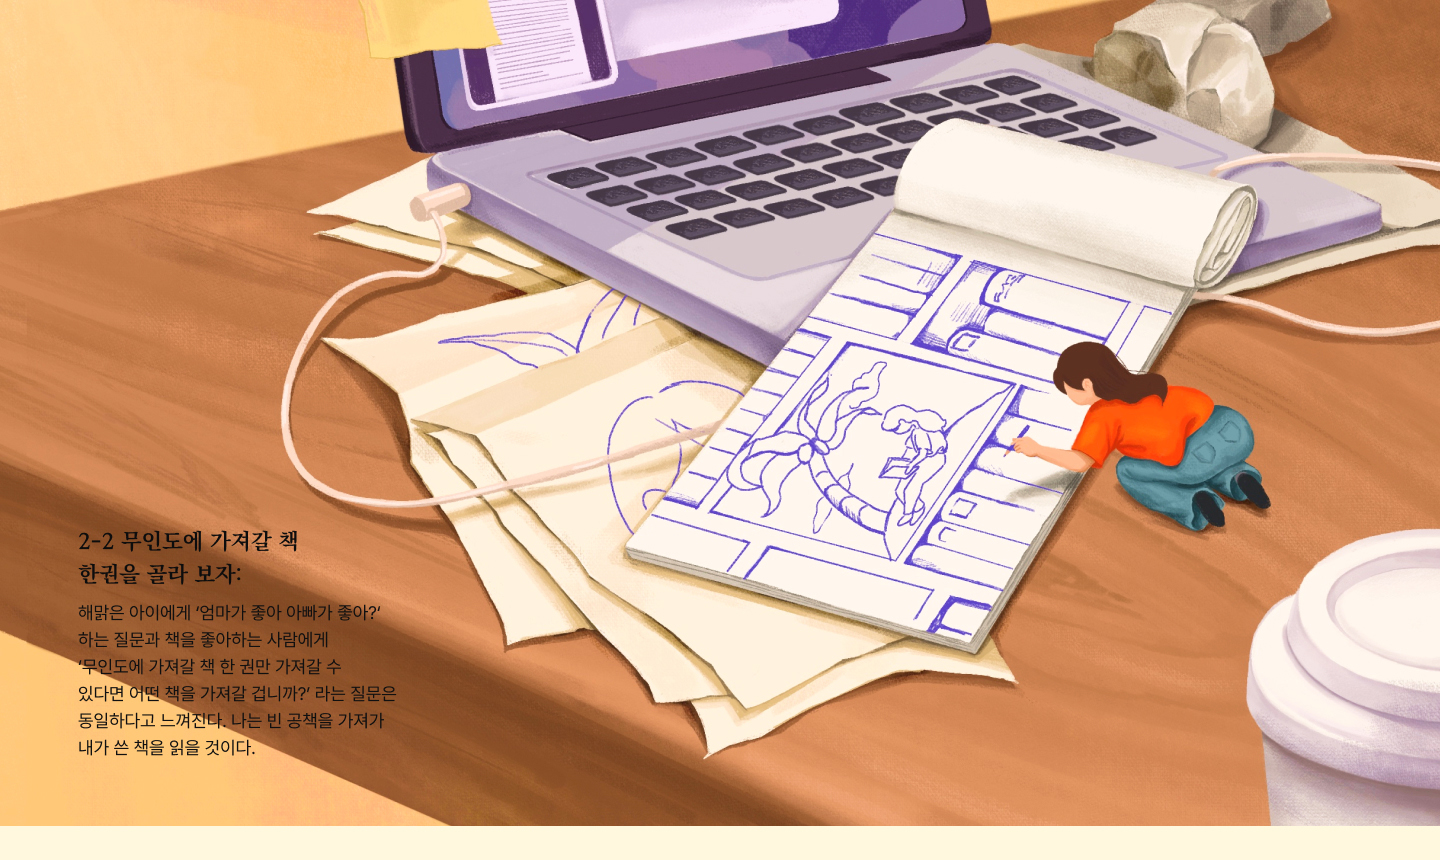 2-2 무인도에 가져갈 책
한권을 골라 보자:
해맑은 아이에게 ‘엄마가 좋아 아빠가 좋아?‘
하는 질문과 책을 좋아하는 사람에게
‘무인도에 가져갈 책 한 권만 가져갈 수
있다면 어떤 책을 가져갈 겁니까?’ 라는 질문은
동일하다고 느껴진다. 나는 빈 공책을 가져가
내가 쓴 책을 읽을 것이다.